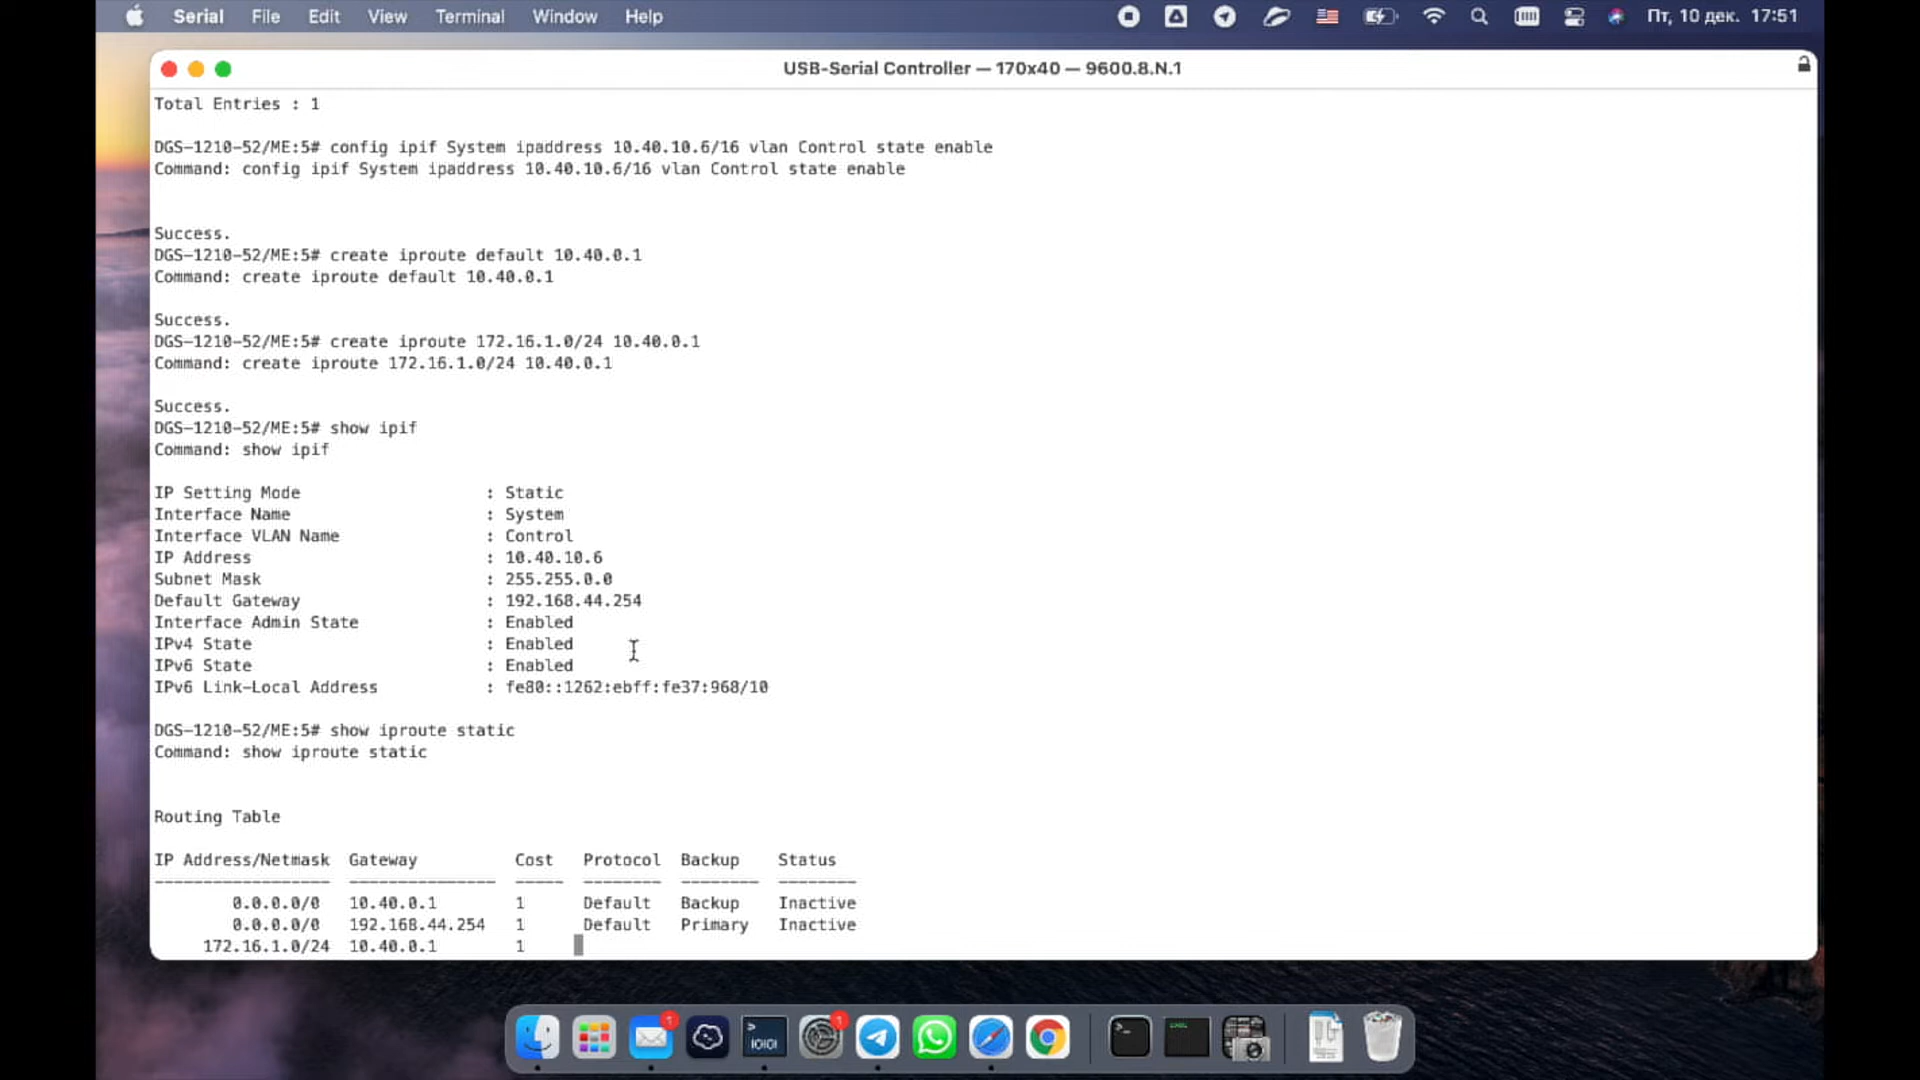 Serial File Edit View Terminal Window Help Пт, 10 дек. 17:51
USB-Serial Controller — 170x40 — 9600.8.N.1
Total Entries : 1
DGS-1210-52/ME:5# config ipif System ipaddress 10.40.10.6/16 vlan Control state enable
Command: config ipif System ipaddress 10.40.10.6/16 vlan Control state enable
Success.
DGS-1210-52/ME:5# create iproute default 10.40.0.1
Command: create iproute default 10.40.0.1
Success.
DGS-1210-52/ME:5# create iproute 172.16.1.0/24 10.40.0.1
Command: create iproute 172.16.1.0/24 10.40.0.1
Success.
DGS-1210-52/ME:5# show ipif
Command: show ipif
IP Setting Mode : Static
Interface Name : System
Interface VLAN Name : Control
IP Address : 10.40.10.6
Subnet Mask : 255.255.0.0
Default Gateway : 192.168.44.254
Interface Admin State : Enabled
IPv4 State : Enabled
IPv6 State : Enabled
IPv6 Link-Local Address : fe80::1262:ebff:fe37:968/10
DGS-1210-52/ME:5# show iproute static
Command: show iproute static
Routing Table
IP Address/Netmask Gateway Cost Protocol Backup Status
------------------ --------------- ----- -------- -------- --------
0.0.0.0/0 10.40.0.1 1 Default Backup Inactive
0.0.0.0/0 192.168.44.254 1 Default Primary Inactive
172.16.1.0/24 10.40.0.1 1
1
1
IOIOI